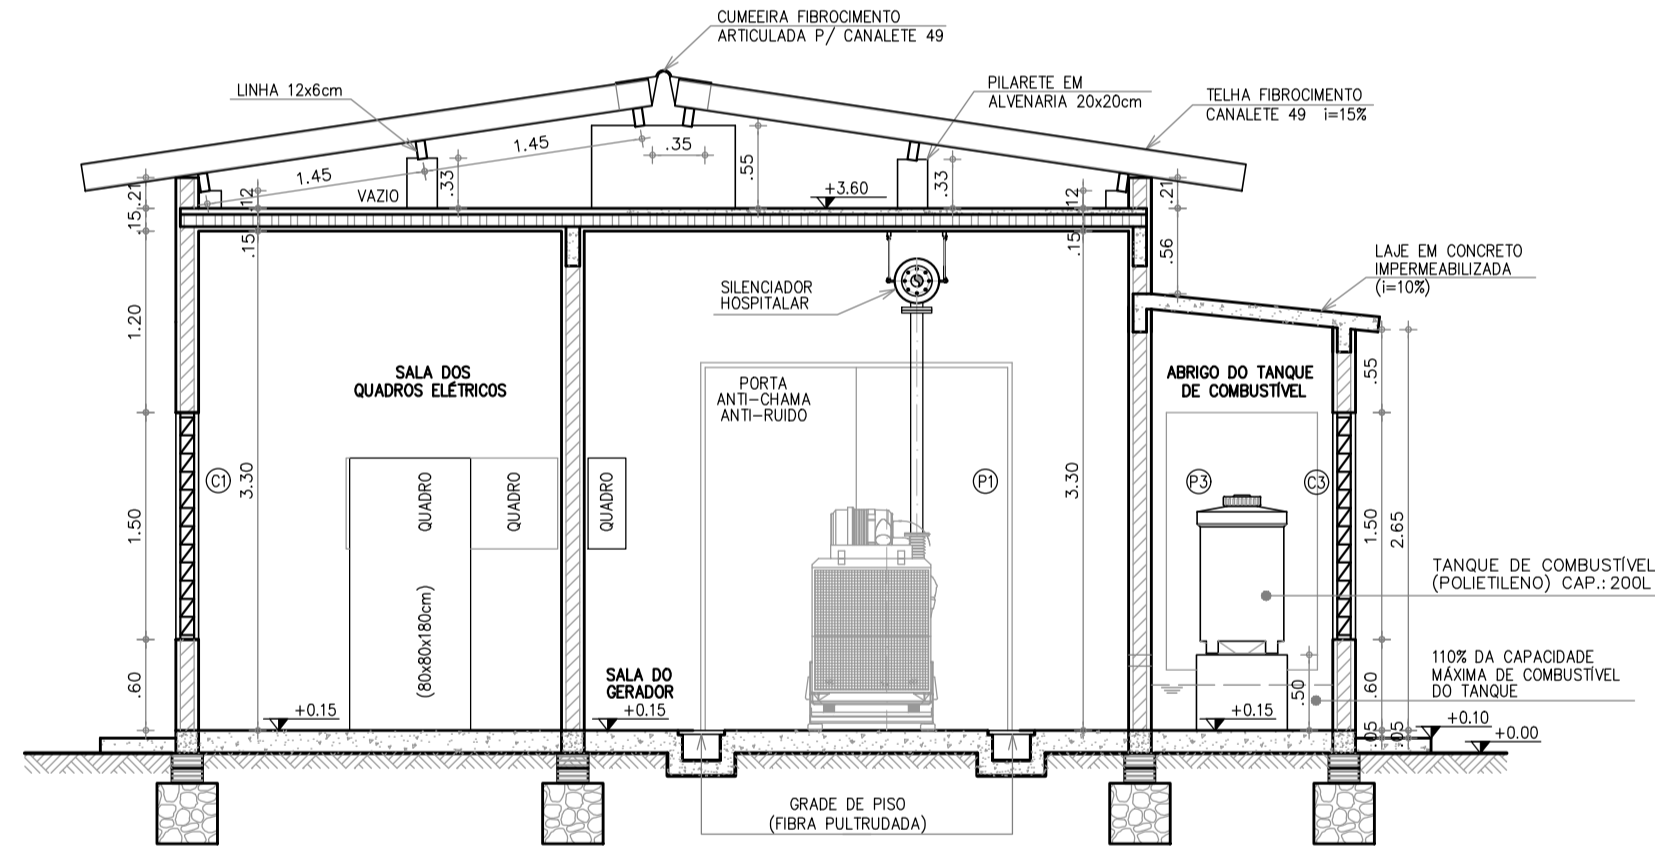 CUMEEIRA FIBROCIMENTO
ARTICULADA P/ CANALETE 49
LINHA 12x6cm
PILARETE EM
ALVENARIA 20x20cm
TELHA FIBROCIMENTO
CANALETE 49 i=15%
1.45
.35
.55
1.45
.33
.33
.21
.12
VAZIO
+3.60
.12
.21
.15
.15
.15
.56
LAJE EM CONCRETO
IMPERMEABILIZADA
(i=10%)
SILENCIADOR
HOSPITALAR
1.20
SALA DOS
QUADROS ELÉTRICOS
PORTA
ANTI-CHAMA
ANTI-RUIDO
ABRIGO DO TANQUE
DE COMBUSTÍVEL
.55
C1
3.30
QUADRO
QUADRO
QUADRO
P1
3.30
P3
C3
1.50
1.50
2.65
TANQUE DE COMBUSTÍVEL
(POLIETILENO) CAP.: 200L
(80x80x180cm)
.60
SALA DO
GERADOR
.50
.60
110% DA CAPACIDADE
MÁXIMA DE COMBUSTÍVEL
DO TANQUE
+0.15
+0.15
+0.15
.05
.05
+0.10
+0.00
GRADE DE PISO
(FIBRA PULTRUDADA)